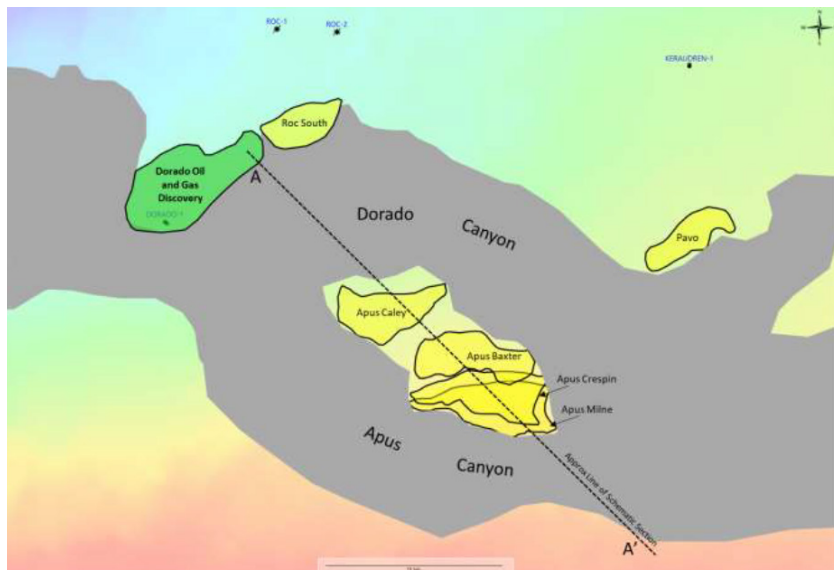 ROC-1
ROC-2
N
KERAUDREN-1
Roc South
Dorado Oil
and Gas
Discovery
DORADO-1
A
Dorado
Canyon
Pavo
Apus Caley
Apus Baxter
Apus Crespin
Apus Milne
Apus
Canyon
Approx Line of Schematic
Section
A'